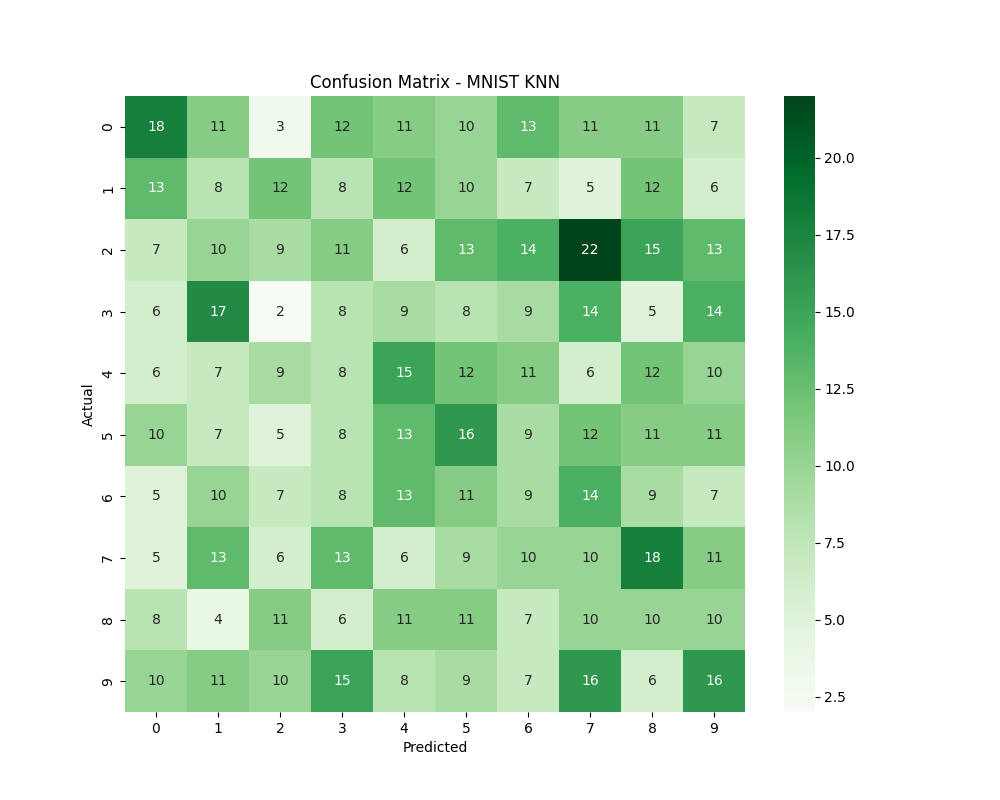 Confusion Matrix - MNIST KNN
0 18 11 3 12 11 10 13 11 11 7
1 13 8 12 8 12 10 7 5 12 6
2 7 10 9 11 6 13 14 22 15 13
3 6 17 2 8 9 8 9 14 5 14
4 6 7 9 8 15 12 11 6 12 10
5 10 7 5 8 13 16 9 12 11 11
6 5 10 7 8 13 11 9 14 9 7
7 5 13 6 13 6 9 10 10 18 11
8 8 4 11 6 11 11 7 10 10 10
9 10 11 10 15 8 9 7 16 6 16
0 1 2 3 4 5 6 7 8 9
Predicted
Actual
20.0
17.5
15.0
12.5
10.0
7.5
5.0
2.5